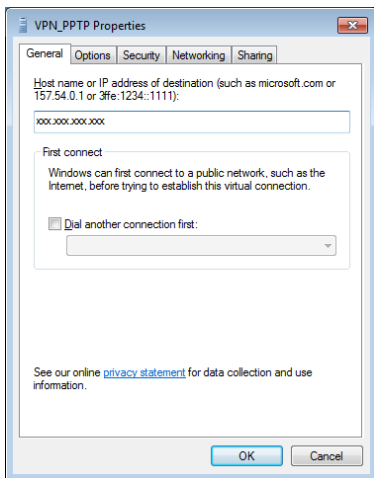 VPN_PPTP Properties
General Options Security Networking Sharing
Host name or IP address of destination (such as microsoft.com or
157.54.0.1 or 3ffe:1234::1111):
xxx.xxx.xxx.xxx
First connect
Windows can first connect to a public network, such as the
Internet, before trying to establish this virtual connection.
Dial another connection first:
See our online privacy statement for data collection and use
information.
OK Cancel